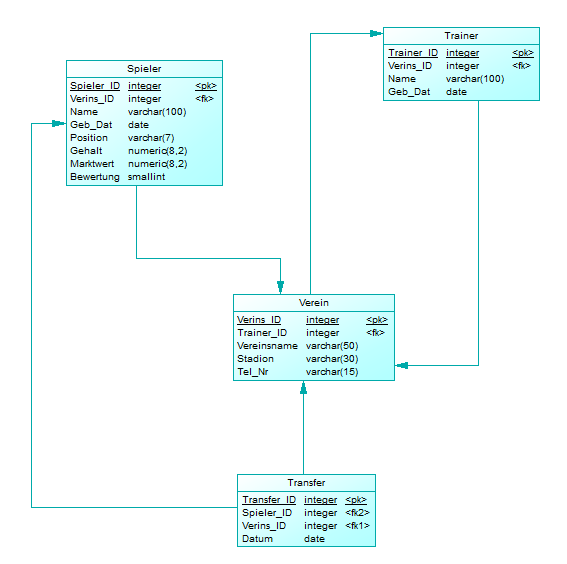 Trainer
Trainer_ID integer <pk>
Verins_ID integer <fk>
Name varchar(100)
Geb_Dat date
Spieler
Spieler_ID integer <pk>
Verins_ID integer <fk>
Name varchar(100)
Geb_Dat date
Position varchar(7)
Gehalt numeric(8,2)
Marktwert numeric(8,2)
Bewertung smallint
Verein
Verins_ID integer <pk>
Trainer_ID integer <fk>
Vereinsname varchar(50)
Stadion varchar(30)
Tel_Nr varchar(15)
Transfer
Transfer_ID integer <pk>
Spieler_ID integer <fk2>
Verins_ID integer <fk1>
Datum date